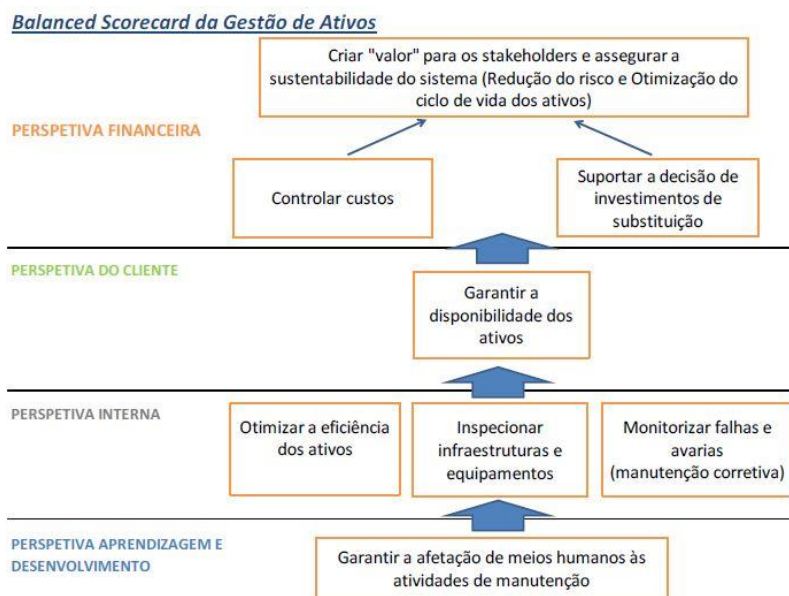 Balanced Scorecard da Gestão de Ativos
Criar "valor" para os stakeholders e assegurar a
sustentabilidade do sistema (Redução do risco e Otimização do
ciclo de vida dos ativos)
PERSPETIVA FINANCEIRA
Controlar custos
Suportar a decisão de
investimentos de
substituição
PERSPETIVA DO CLIENTE
Garantir a
disponibilidade dos
ativos
PERSPETIVA INTERNA
Otimizar a eficiência
dos ativos
Inspecionar
infraestruturas e
equipamentos
Monitorizar falhas e
avarias
(manutenção corretiva)
PERSPETIVA APRENDIZAGEM E
DESENVOLVIMENTO
Garantir a afetação de meios humanos às
atividades de manutenção